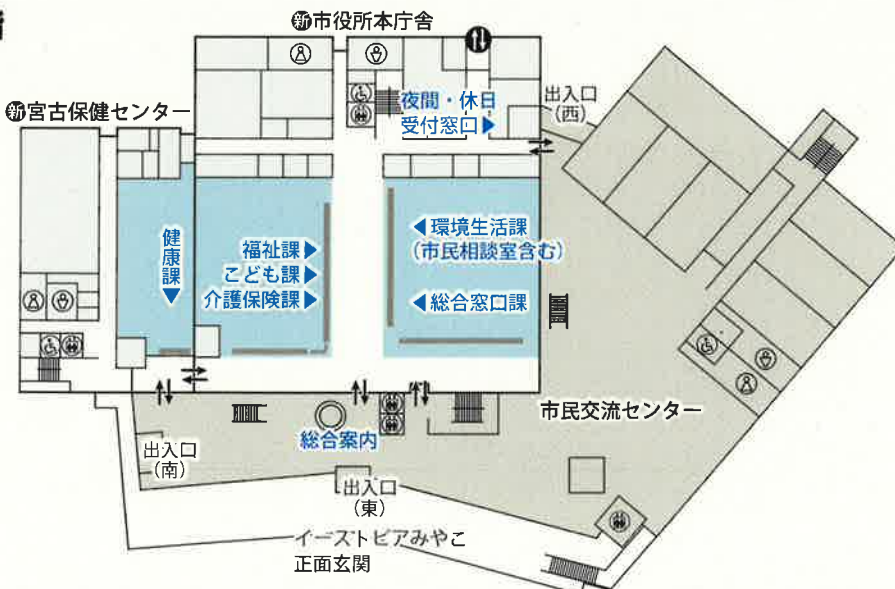 階
新市役所本庁舎
新宮古保健センター
夜間・休日
受付窓口▶
出入口
(西)
健康課▼
福祉課▶
こども課▶
介護保険課▶
◀環境生活課
(市民相談室含む)
◀総合窓口課
市民交流センター
総合案内
出入口
(南)
出入口
(東)
イーストピアみやこ
正面玄関